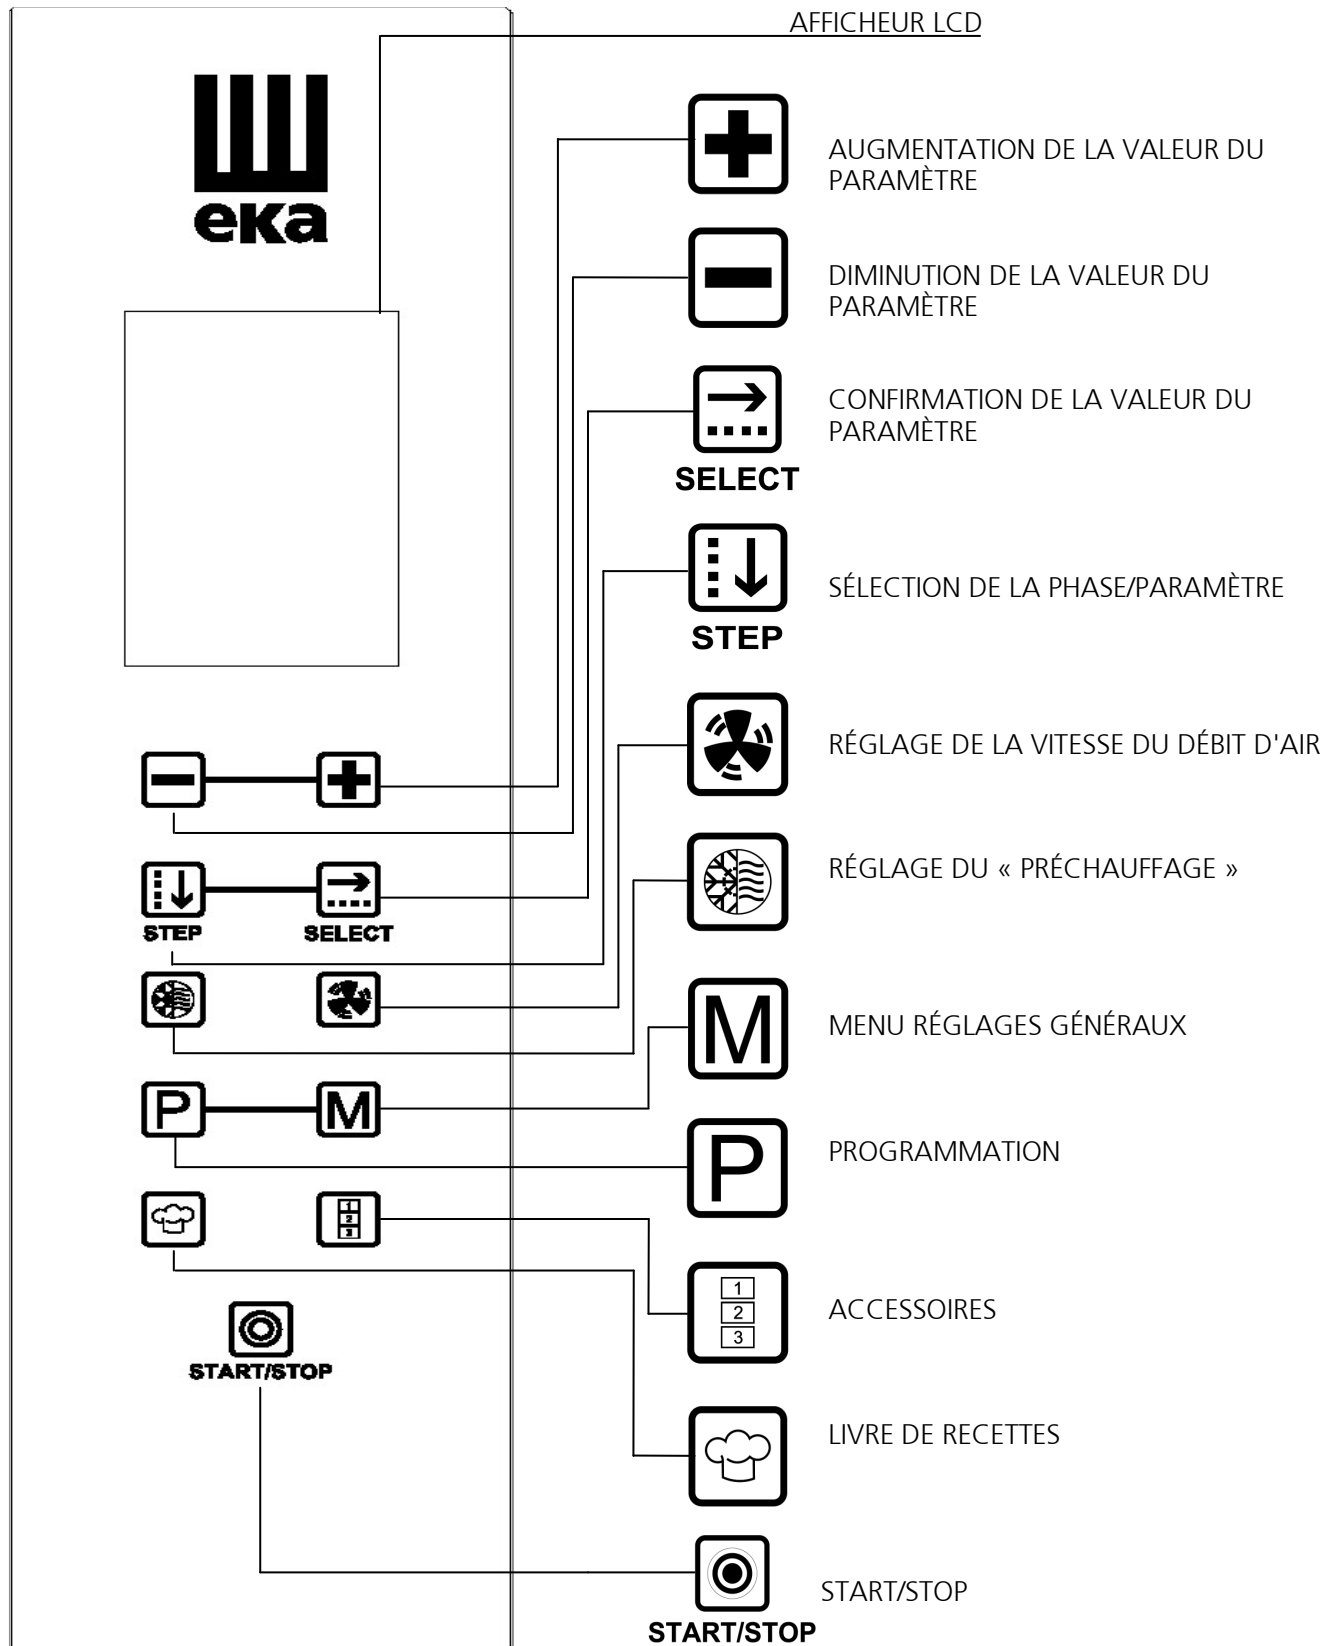 AFFICHEUR LCD
eka
AUGMENTATION DE LA VALEUR DU
PARAMÈTRE
DIMINUTION DE LA VALEUR DU
PARAMÈTRE
CONFIRMATION DE LA VALEUR DU
PARAMÈTRE
SELECT
SÉLECTION DE LA PHASE/PARAMÈTRE
STEP
RÉGLAGE DE LA VITESSE DU DÉBIT D'AIR
RÉGLAGE DU « PRÉCHAUFFAGE »
STEP SELECT
M
MENU RÉGLAGES GÉNÉRAUX
P M
P
PROGRAMMATION
1
2
3
1
2
3
ACCESSOIRES
START/STOP
LIVRE DE RECETTES
START/STOP
START/STOP